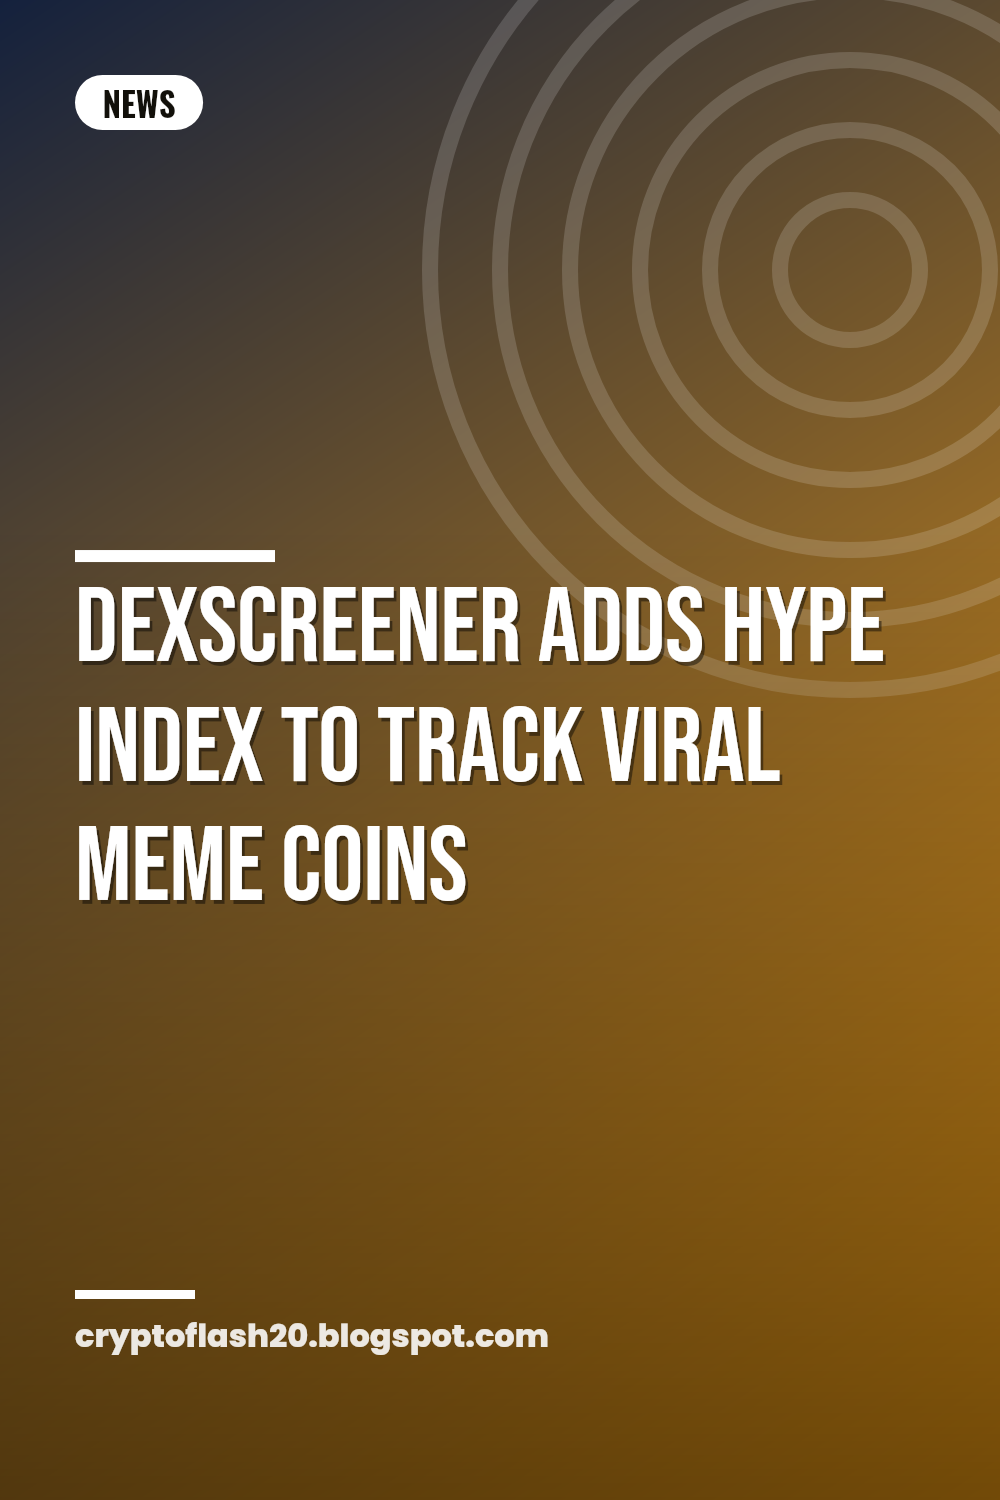 NEWS
DEXSCREENER ADDS HYPE
INDEX TO TRACK VIRAL
MEME COINS
cryptoflash20.blogspot.com